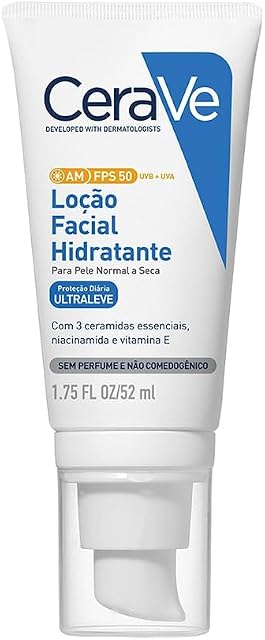 CeraVe
DEVELOPED WITH DERMATOLOGISTS
AM FPS 50 UVB + UVA
Loção
Facial
Hidratante
Para Pele Normal a Seca
Proteção Diária
ULTRALEVE
Com 3 ceramidas essenciais,
niacinamida e vitamina E
SEM PERFUME E NÃO COMEDOGÊNICO
1.75 FL OZ/52 ml